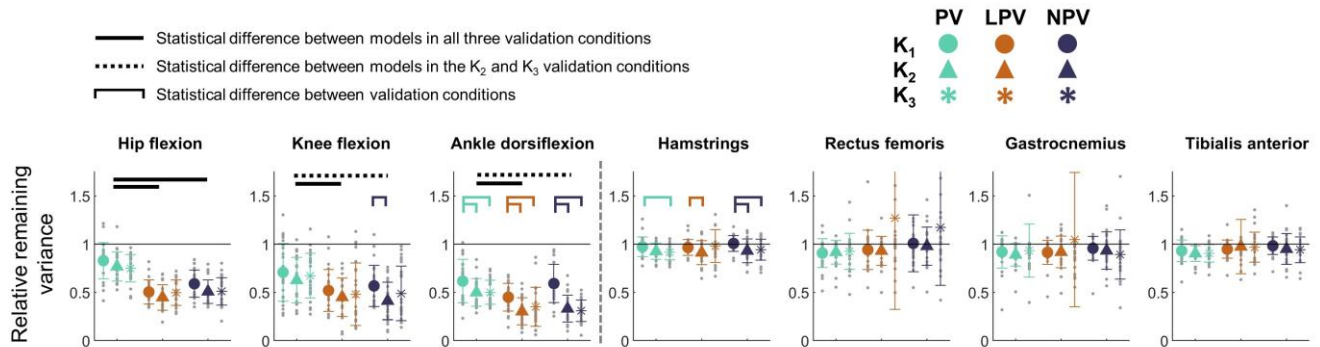 PV LPV NPV
Statistical difference between models in all three validation conditions
K1
Statistical difference between models in the K2 and K3 validation conditions
K2
Statistical difference between validation conditions
K3
Hip flexion Knee flexion Ankle dorsiflexion Hamstrings Rectus femoris Gastrocnemius Tibialis anterior
Relative remaining
variance
1.5 1.5 1.5 1.5 1.5 1.5 1.5
1 1 1 1 1 1 1
0.5 0.5 0.5 0.5 0.5 0.5 0.5
0 0 0 0 0 0 0